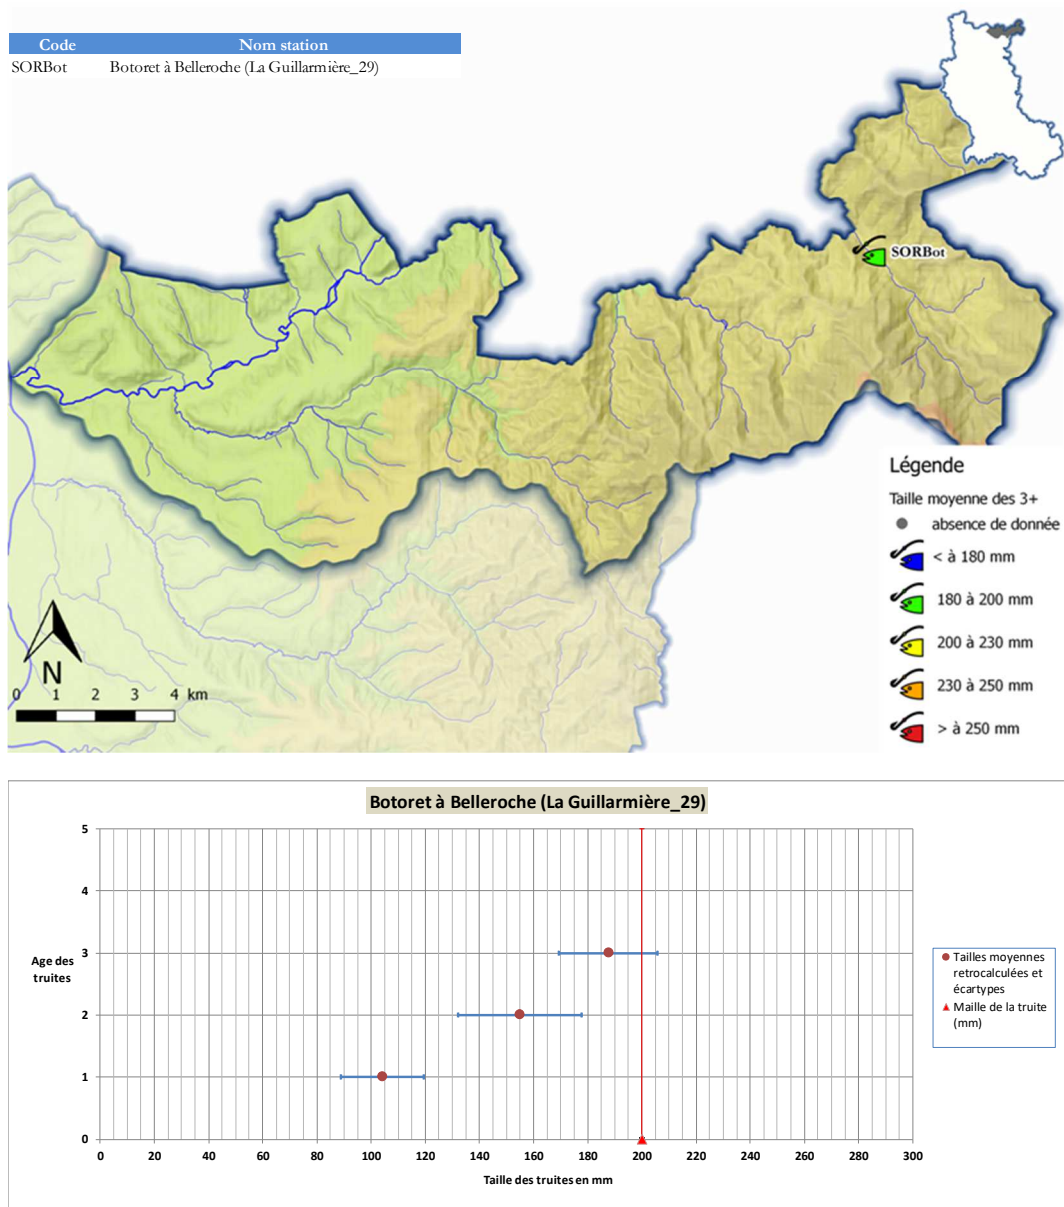 Code Nom station
SORBot Botoret à Belleroche (La Guillarmière_29)
SORBot
Légende
Taille moyenne des 3+
absence de donnée
< à 180 mm
180 à 200 mm
200 à 230 mm
230 à 250 mm
> à 250 mm
N
0 1 2 3 4 km
Botoret à Belleroche (La Guillarmière_29)
5
4
3
2
1
0
Age des
truites
0 20 40 60 80 100 120 140 160 180 200 220 240 260 280 300
Taille des truites en mm
Tailles moyennes
retrocalculées et
écartypes
Maille de la truite
(mm)